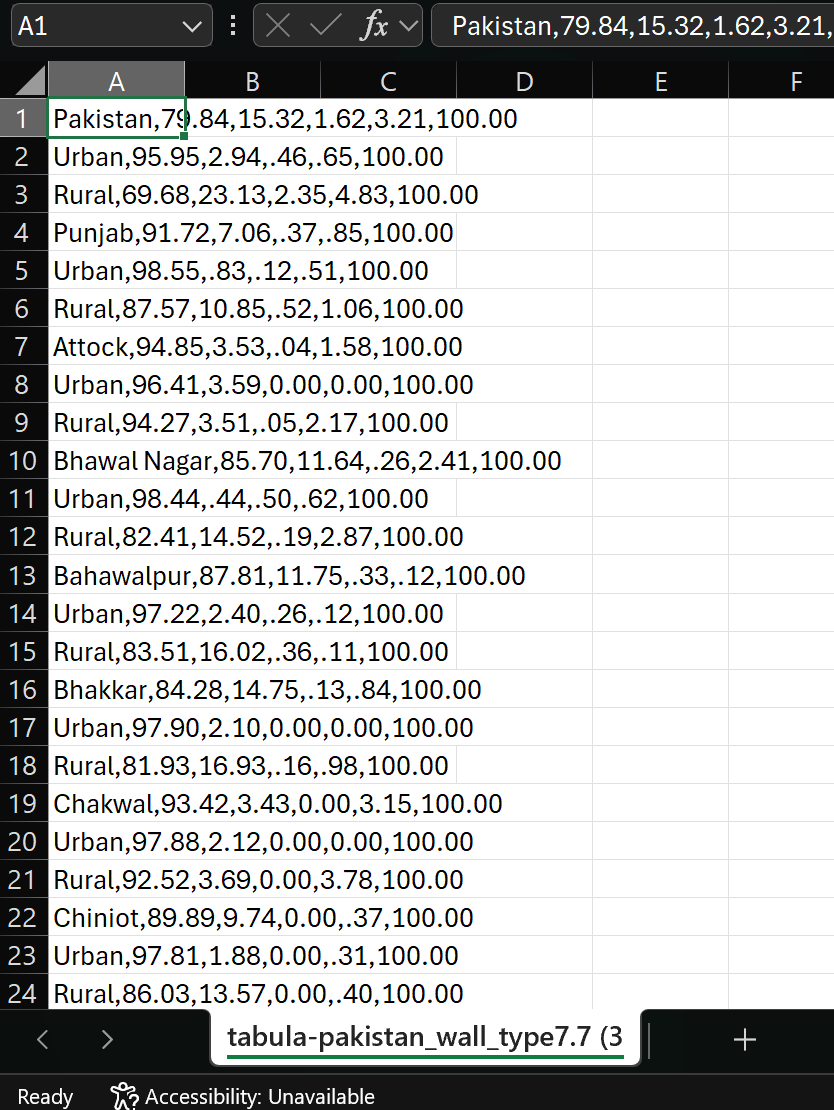 A1 fx Pakistan,79.84,15.32,1.62,3.21,
A B C D E F
1 Pakistan,79.84,15.32,1.62,3.21,100.00
2 Urban,95.95,2.94,.46,.65,100.00
3 Rural,69.68,23.13,2.35,4.83,100.00
4 Punjab,91.72,7.06,.37,.85,100.00
5 Urban,98.55,.83,.12,.51,100.00
6 Rural,87.57,10.85,.52,1.06,100.00
7 Attock,94.85,3.53,.04,1.58,100.00
8 Urban,96.41,3.59,0.00,0.00,100.00
9 Rural,94.27,3.51,.05,2.17,100.00
10 Bhawal Nagar,85.70,11.64,.26,2.41,100.00
11 Urban,98.44,.44,.50,.62,100.00
12 Rural,82.41,14.52,.19,2.87,100.00
13 Bahawalpur,87.81,11.75,.33,.12,100.00
14 Urban,97.22,2.40,.26,.12,100.00
15 Rural,83.51,16.02,.36,.11,100.00
16 Bhakkar,84.28,14.75,.13,.84,100.00
17 Urban,97.90,2.10,0.00,0.00,100.00
18 Rural,81.93,16.93,.16,.98,100.00
19 Chakwal,93.42,3.43,0.00,3.15,100.00
20 Urban,97.88,2.12,0.00,0.00,100.00
21 Rural,92.52,3.69,0.00,3.78,100.00
22 Chiniot,89.89,9.74,0.00,.37,100.00
23 Urban,97.81,1.88,0.00,.31,100.00
24 Rural,86.03,13.57,0.00,.40,100.00
tabula-pakistan_wall_type7.7 (3
Ready Accessibility: Unavailable